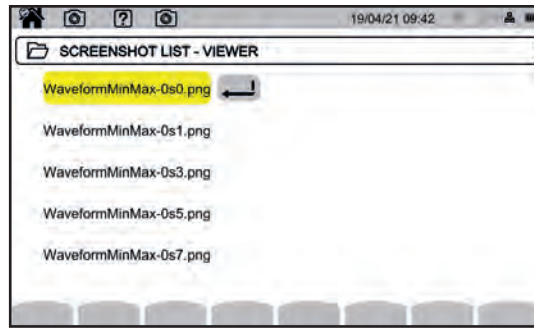 ?
19/04/21 09:42
SCREENSHOT LIST - VIEWER
WaveformMinMax-0s0.png
WaveformMinMax-0s1.png
WaveformMinMax-0s3.png
WaveformMinMax-0s5.png
WaveformMinMax-0s7.png